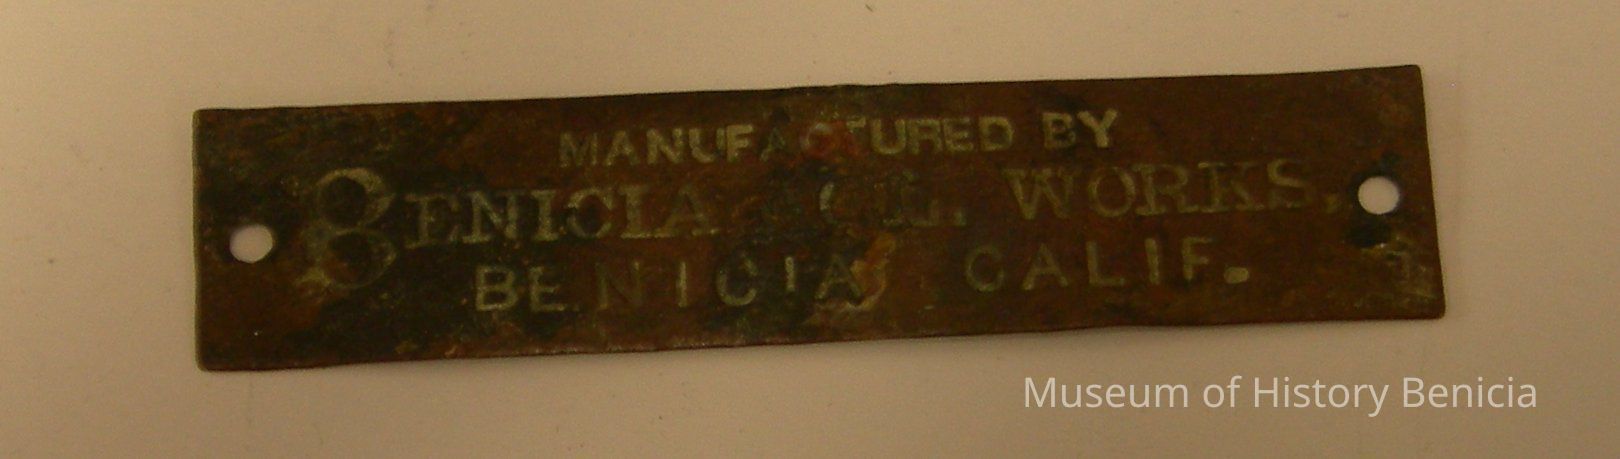 MANUFACTURED BY
BENICIA AGL. WORKS,
BENICIA, CALIF.
Museum of History Benicia